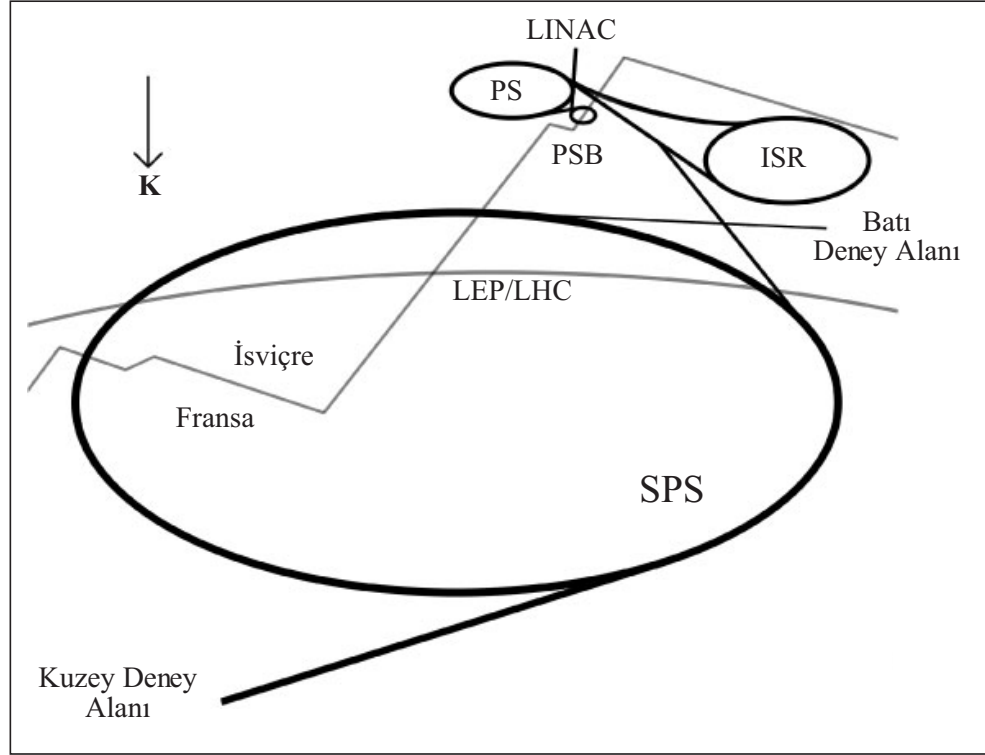 LINAC
PS
PSB
ISR
K
Batı
Deney Alanı
LEP/LHC
İsviçre
Fransa
SPS
Kuzey Deney
Alanı